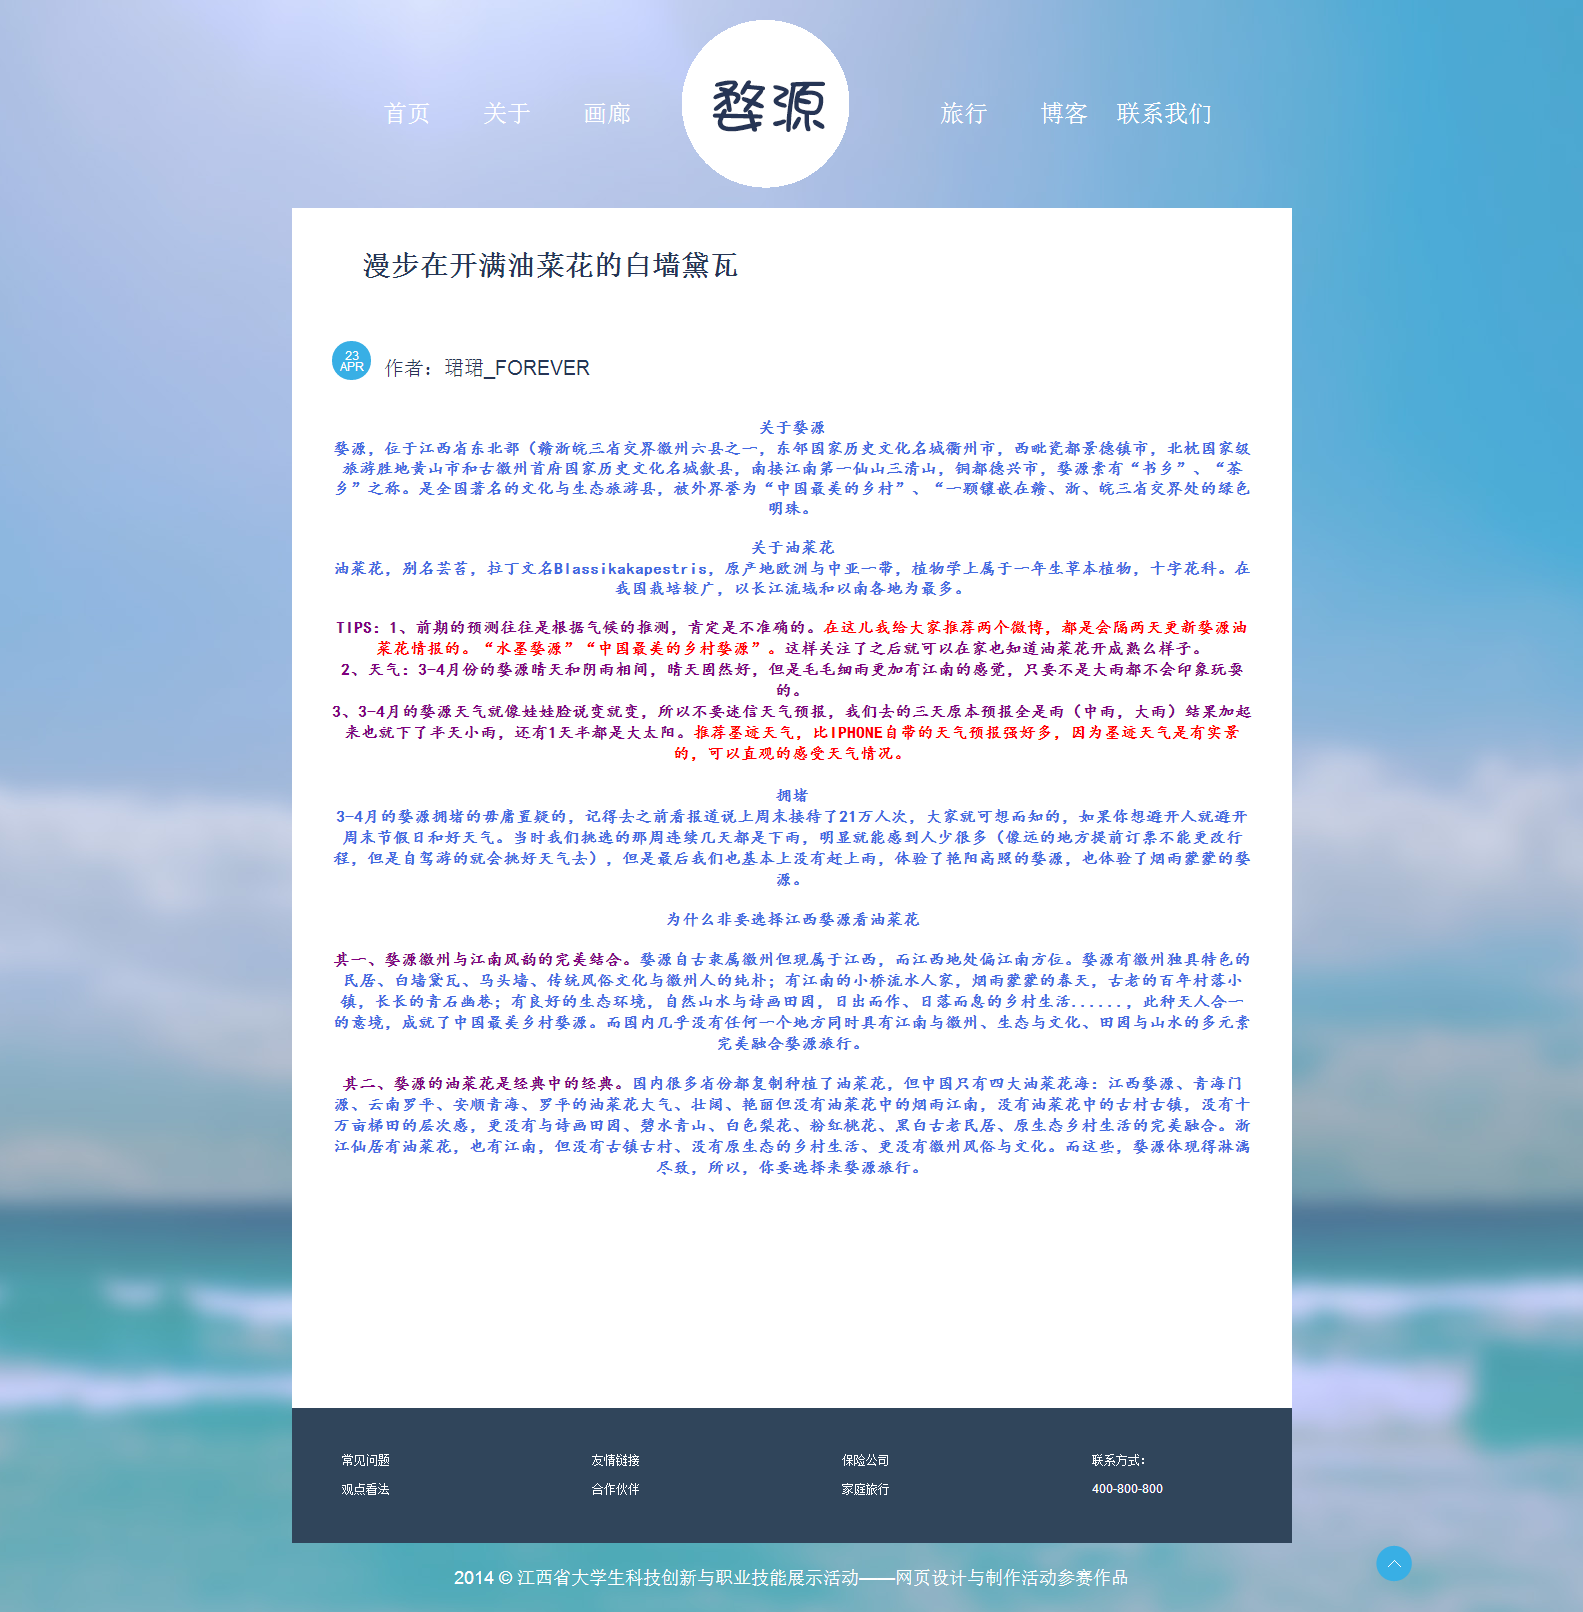 首页 关于 画廊 婺源 旅行 博客 联系我们
漫步在开满油菜花的白墙黛瓦
23
APR
作者：珺珺_FOREVER
关于婺源
婺源，位于江西省东北部（赣浙皖三省交界徽州六县之一，东邻国家历史文化名城衢州市，西毗瓷都景德镇市，北枕国家级
旅游胜地黄山市和古徽州首府国家历史文化名城歙县，南接江南第一仙山三清山，铜都德兴市，婺源素有“书乡”、“茶
乡”之称。是全国著名的文化与生态旅游县，被外界誉为“中国最美的乡村”、“一颗镶嵌在赣、浙、皖三省交界处的绿色
明珠。
关于油菜花
油菜花，别名芸苔，拉丁文名Blassikakapestris，原产地欧洲与中亚一带，植物学上属于一年生草本植物，十字花科。在
我国栽培较广，以长江流域和以南各地为最多。
TIPS：1、前期的预测往往是根据气候的推测，肯定是不准确的。在这儿我给大家推荐两个微博，都是会隔两天更新婺源油
菜花情报的。“水墨婺源”“中国最美的乡村婺源”。这样关注了之后就可以在家也知道油菜花开成熟么样子。
2、天气：3-4月份的婺源晴天和阴雨相间，晴天固然好，但是毛毛细雨更加有江南的感觉，只要不是大雨都不会印象玩耍
的。
3、3-4月的婺源天气就像娃娃脸说变就变，所以不要迷信天气预报，我们去的三天原本预报全是雨（中雨，大雨）结果加起
来也就下了半天小雨，还有1天半都是大太阳。推荐墨迹天气，比IPHONE自带的天气预报强好多，因为墨迹天气是有实景
的，可以直观的感受天气情况。
拥堵
3-4月的婺源拥堵的毋庸置疑的，记得去之前看报道说上周末接待了21万人次，大家就可想而知的，如果你想避开人就避开
周末节假日和好天气。当时我们挑选的那周连续几天都是下雨，明显就能感到人少很多（像远的地方提前订票不能更改行
程，但是自驾游的就会挑好天气去），但是最后我们也基本上没有赶上雨，体验了艳阳高照的婺源，也体验了烟雨蒙蒙的婺
源。
为什么非要选择江西婺源看油菜花
其一、婺源徽州与江南风韵的完美结合。婺源自古隶属徽州但现属于江西，而江西地处偏江南方位。婺源有徽州独具特色的
民居、白墙黛瓦、马头墙、传统风俗文化与徽州人的纯朴；有江南的小桥流水人家，烟雨蒙蒙的春天，古老的百年村落小
镇，长长的青石幽巷；有良好的生态环境，自然山水与诗画田园，日出而作、日落而息的乡村生活......，此种天人合一
的意境，成就了中国最美乡村婺源。而国内几乎没有任何一个地方同时具有江南与徽州、生态与文化、田园与山水的多元素
完美融合婺源旅行。
其二、婺源的油菜花是经典中的经典。国内很多省份都复制种植了油菜花，但中国只有四大油菜花海：江西婺源、青海门
源、云南罗平、安顺青海、罗平的油菜花大气、壮阔、艳丽但没有油菜花中的烟雨江南，没有油菜花中的古村古镇，没有十
万亩梯田的层次感，更没有与诗画田园、碧水青山、白色梨花、粉红桃花、黑白古老民居、原生态乡村生活的完美融合。浙
江仙居有油菜花，也有江南，但没有古镇古村、没有原生态的乡村生活、更没有徽州风俗与文化。而这些，婺源体现得淋漓
尽致，所以，你要选择来婺源旅行。
常见问题 友情链接 保险公司 联系方式：
观点看法 合作伙伴 家庭旅行 400-800-800
2014 © 江西省大学生科技创新与职业技能展示活动——网页设计与制作活动参赛作品